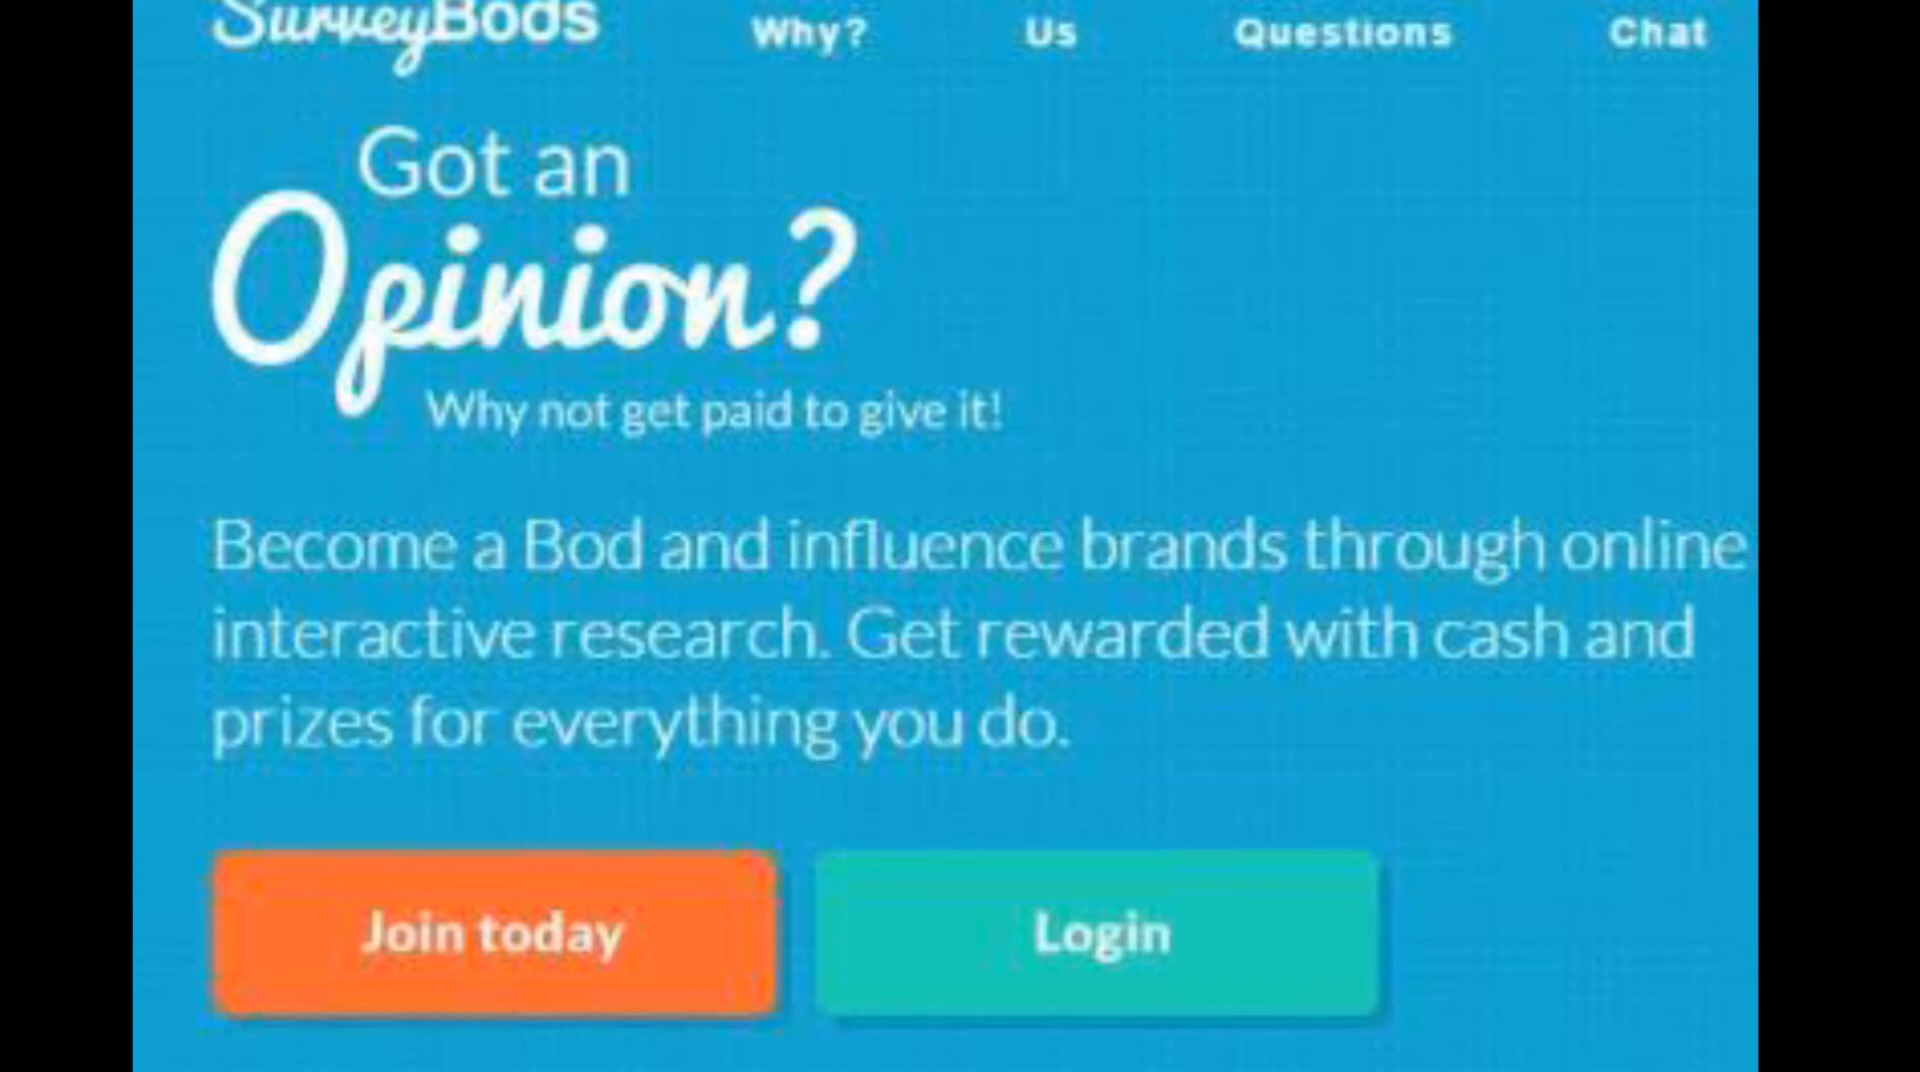 SurveyBods Why? Us Questions Chat
Got an
Opinion?
Why not get paid to give it!
Become a Bod and influence brands through online
interactive research. Get rewarded with cash and
prizes for everything you do.
Join today Login